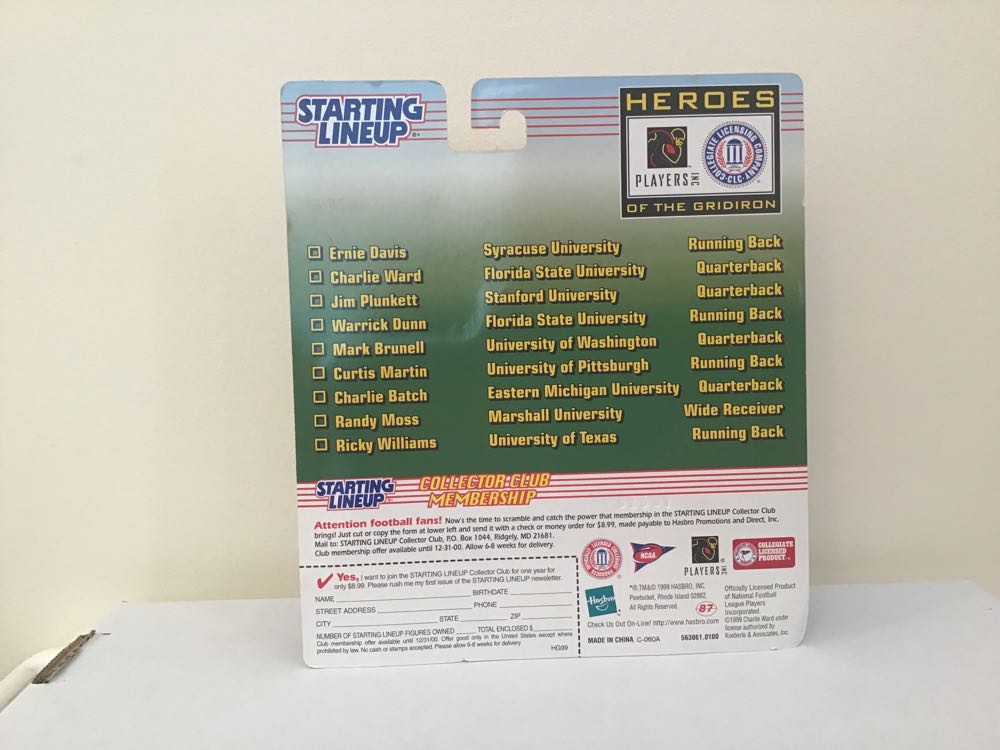 STARTING
LINEUP
HEROES
PLAYERS INC
COLLEGIATE LICENSING COMPANY
CLC
OF THE GRIDIRON
Ernie Davis Syracuse University Running Back
Charlie Ward Florida State University Quarterback
Jim Plunkett Stanford University Quarterback
Warrick Dunn Florida State University Running Back
Mark Brunell University of Washington Quarterback
Curtis Martin University of Pittsburgh Running Back
Charlie Batch Eastern Michigan University Quarterback
Randy Moss Marshall University Wide Receiver
Ricky Williams University of Texas Running Back
STARTING
LINEUP
COLLECTOR CLUB
MEMBERSHIP
Attention football fans! Now's the time to scramble and catch the power that membership in the STARTING LINEUP Collector Club
brings! Just cut or copy the form at lower left and send it with a check or money order for $8.99, made payable to Hasbro Promotions and Direct, Inc.
Mail to: STARTING LINEUP Collector Club, P.O. Box 1044, Ridgely, MD 21681.
Club membership offer available until 12-31-00. Allow 6-8 weeks for delivery.
Yes, I want to join the STARTING LINEUP Collector Club for one year for
only $8.99. Please rush me my first issue of the STARTING LINEUP newsletter.
NAME BIRTHDATE
STREET ADDRESS PHONE
CITY STATE ZIP
NUMBER OF STARTING LINEUP FIGURES OWNED TOTAL ENCLOSED $
Club membership offer available until 12/31/00. Offer good only in the United States except where
prohibited by law. No cash or stamps accepted. Please allow 6-8 weeks for delivery.
HG99
NCAA
PLAYERS INC
COLLEGIATE
LICENSED
PRODUCT
Hasbro
®,TM&© 1999 HASBRO, INC.
Pawtucket, Rhode Island 02862.
All Rights Reserved
87
Check Us Out On-Line! http://www.hasbro.com
MADE IN CHINA C-060A 563861.0100
Officially Licensed Product
of National Football
League Players
Incorporated.
©1999 Charlie Ward under
license authorized by
Koeberle & Associates, Inc.